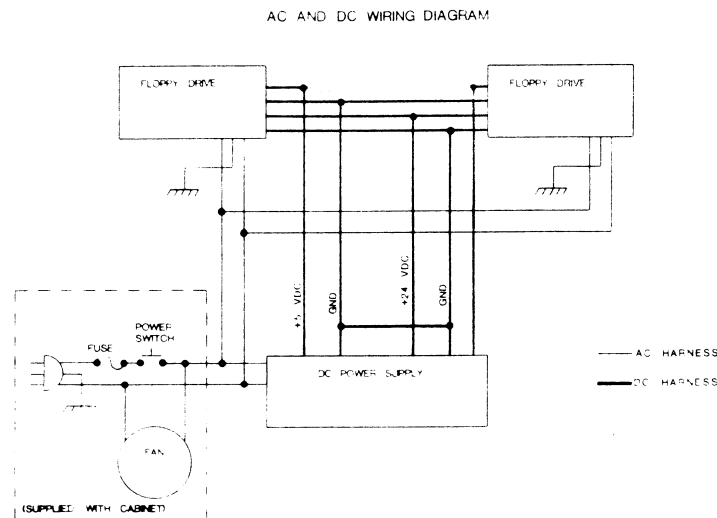 AC AND DC WIRING DIAGRAM
FLOPPY DRIVE
FLOPPY DRIVE
+5 VDC
GND
+24 VDC
GND
POWER
SWITCH
FUSE
DC POWER SUPPLY
AC HARNESS
DC HARNESS
FAN
(SUPPLIED WITH CABINET)